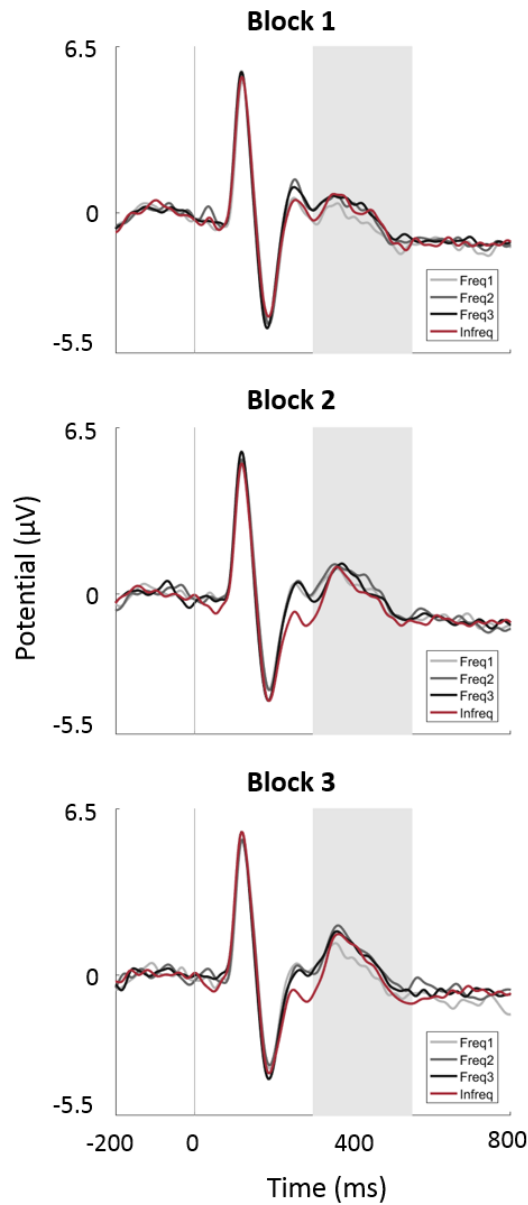 Block 1
6.5
0
-5.5
Freq1
Freq2
Freq3
Infreq
Block 2
6.5
0
-5.5
Potential (µV)
Freq1
Freq2
Freq3
Infreq
Block 3
6.5
0
-5.5
Freq1
Freq2
Freq3
Infreq
-200 0 400 800
Time (ms)